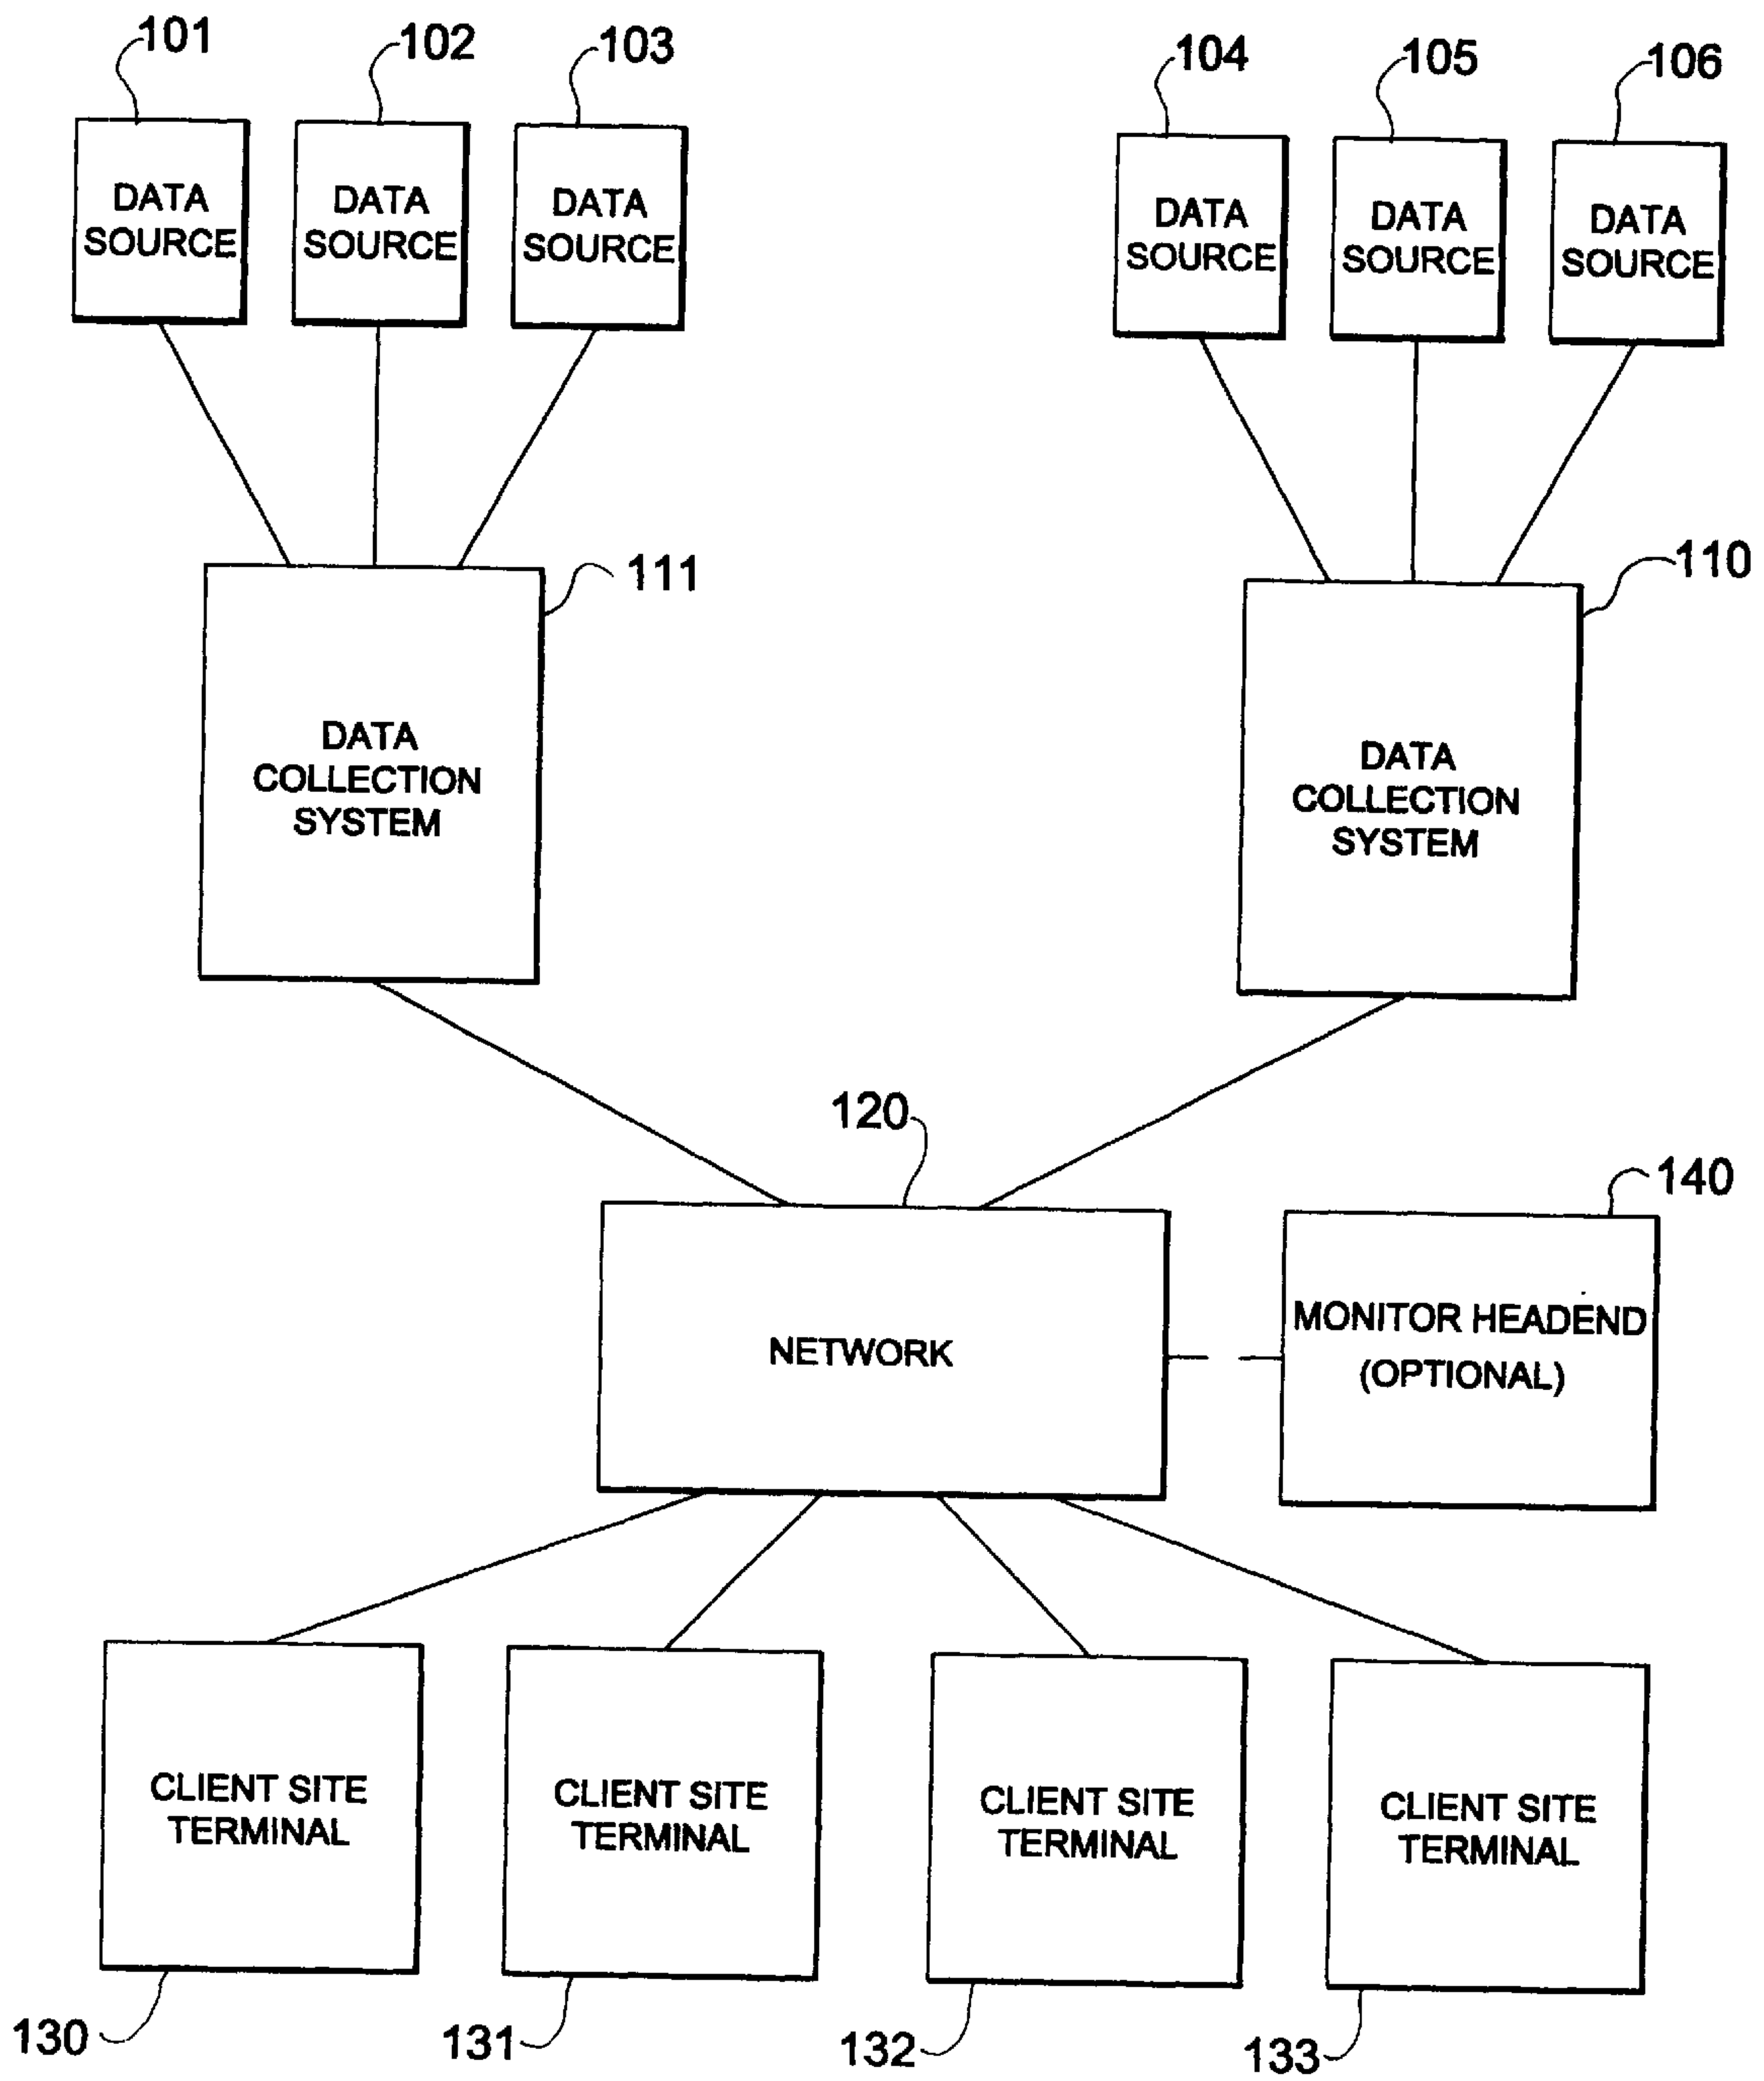 101
102
103
104
105
106
DATA
SOURCE
DATA
SOURCE
DATA
SOURCE
DATA
SOURCE
DATA
SOURCE
DATA
SOURCE
111
110
DATA
COLLECTION
SYSTEM
DATA
COLLECTION
SYSTEM
120
140
NETWORK
MONITOR HEADEND
(OPTIONAL)
CLIENT SITE
TERMINAL
CLIENT SITE
TERMINAL
CLIENT SITE
TERMINAL
CLIENT SITE
TERMINAL
130
131
132
133